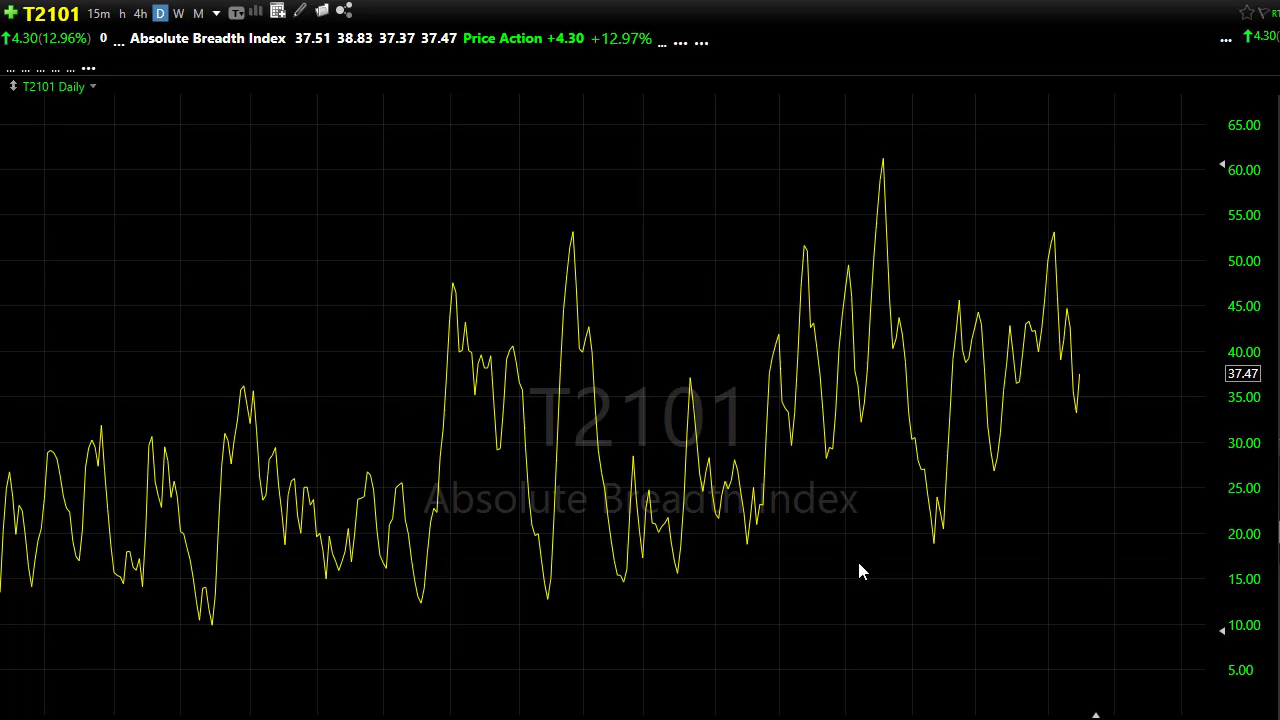 T2101 15m h 4h D W M T
4.30(12.96%) 0 ... Absolute Breadth Index 37.51 38.83 37.37 37.47 Price Action +4.30 +12.97% ... ... ... ... 4.30(
... ... ... ... ... ...
T2101 Daily
65.00
60.00
55.00
50.00
45.00
40.00
37.47
35.00
30.00
25.00
20.00
15.00
10.00
5.00
T2101
Absolute Breadth Index